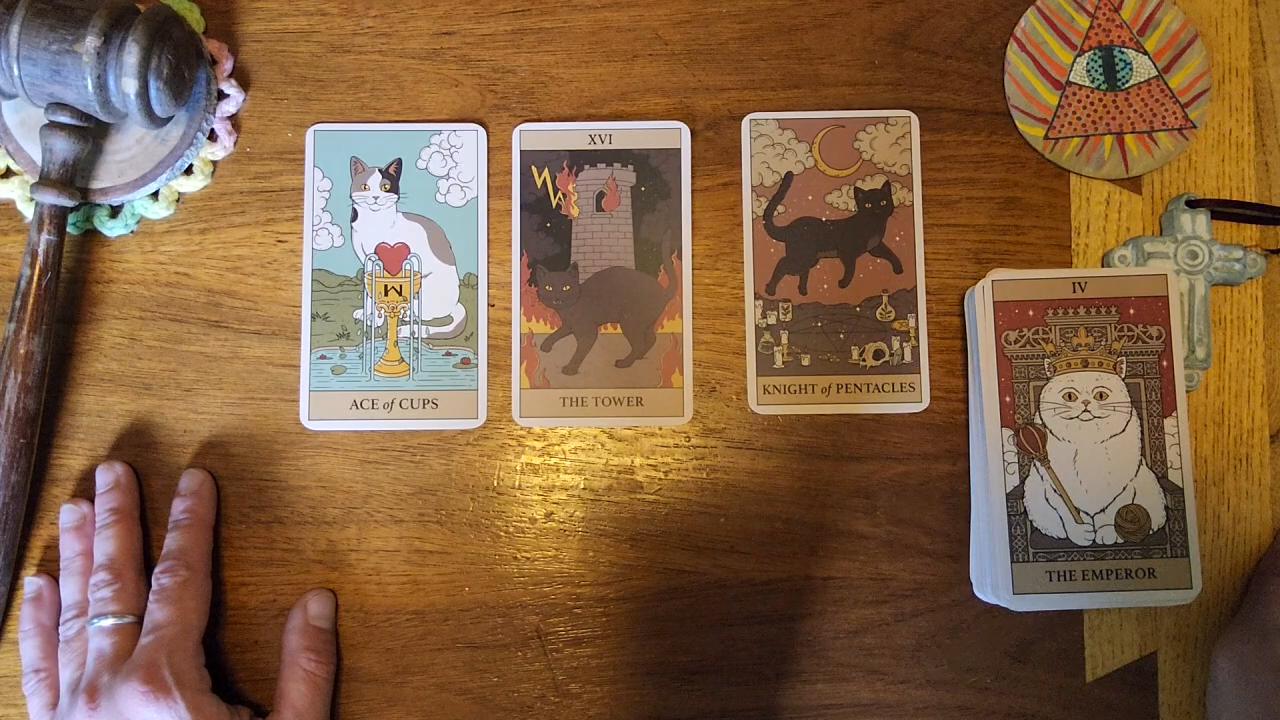 ACE of CUPS
XVI
THE TOWER
KNIGHT of PENTACLES
IV
THE EMPEROR